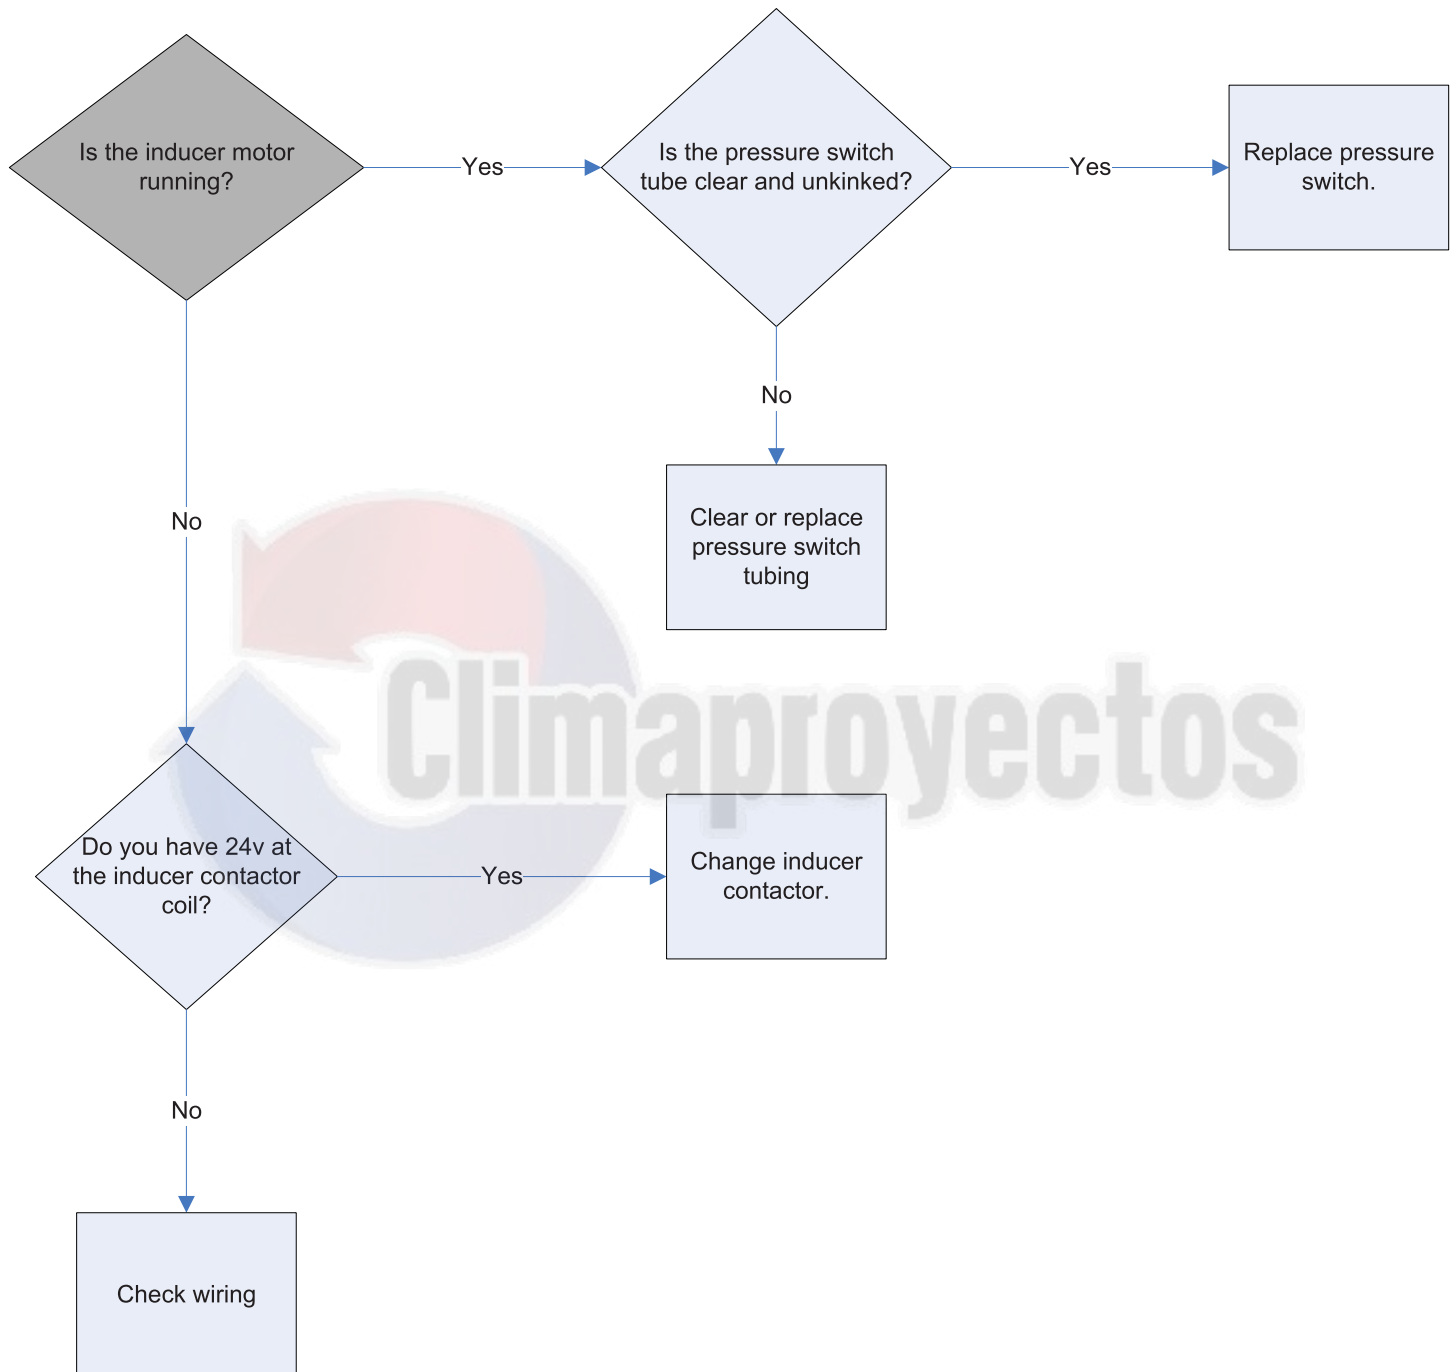 Is the inducer motor
running?
Yes
Is the pressure switch
tube clear and unkinked?
Yes
Replace pressure
switch.
No
Clear or replace
pressure switch
tubing
No
Climaproyectos
Do you have 24v at
the inducer contactor
coil?
Yes
Change inducer
contactor.
No
Check wiring